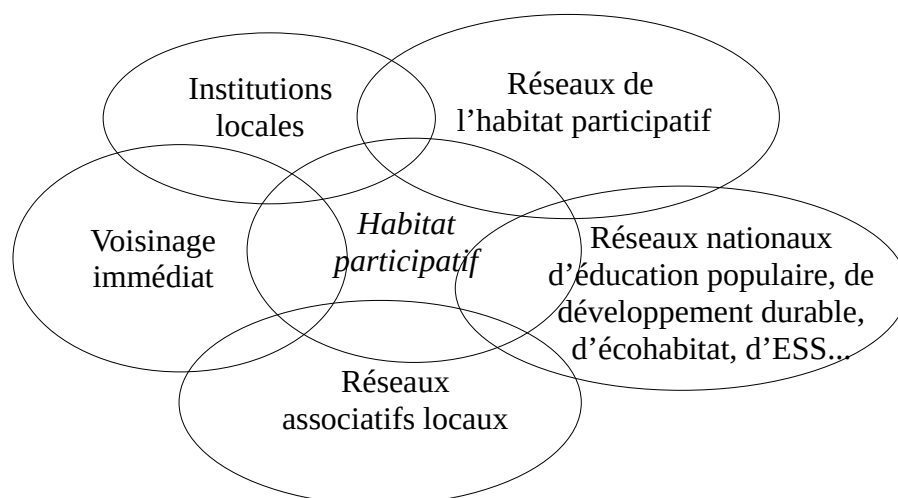 Institutions
locales
Réseaux de
l’habitat participatif
Voisinage
immédiat
Habitat
participatif
Réseaux nationaux
d’éducation populaire, de
développement durable,
d’écohabitat, d’ESS...
Réseaux
associatifs locaux